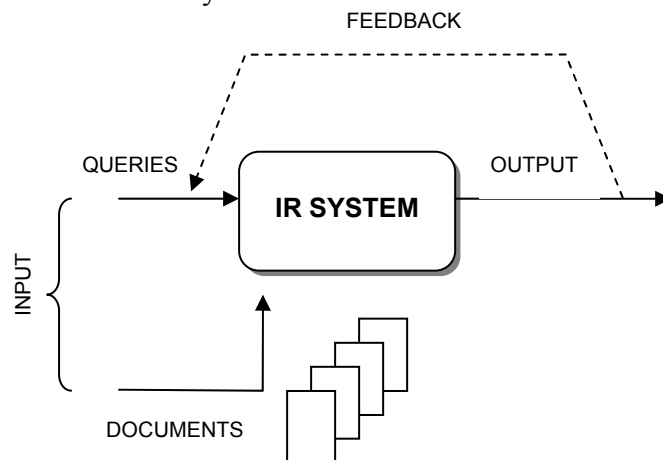 FEEDBACK
QUERIES
OUTPUT
IR SYSTEM
INPUT
DOCUMENTS